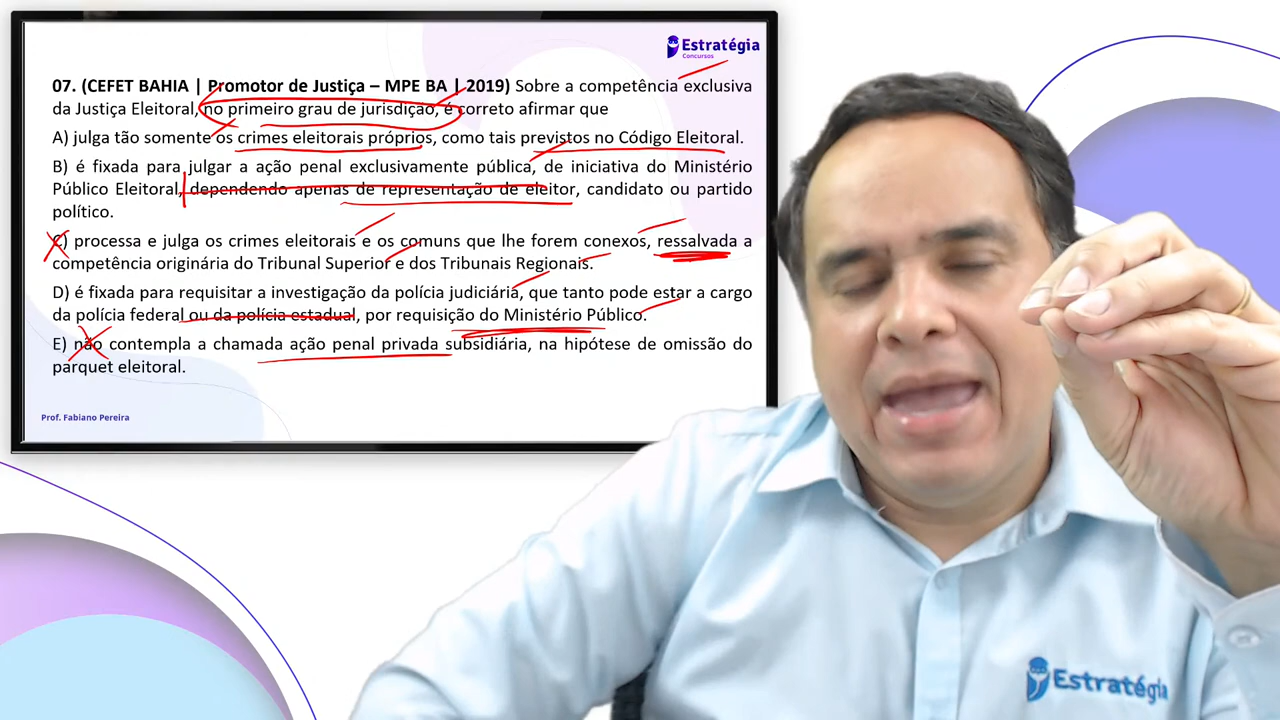 Estratégia
Concursos
07. (CEFET BAHIA | Promotor de Justiça – MPE BA | 2019) Sobre a competência exclusiva
da Justiça Eleitoral, no primeiro grau de jurisdição, é correto afirmar que
A) julga tão somente os crimes eleitorais próprios, como tais previstos no Código Eleitoral.
B) é fixada para julgar a ação penal exclusivamente pública, de iniciativa do Ministério
Público Eleitoral, dependendo apenas de representação de eleitor, candidato ou partido
político.
C) processa e julga os crimes eleitorais e os comuns que lhe forem conexos, ressalvada a
competência originária do Tribunal Superior e dos Tribunais Regionais.
D) é fixada para requisitar a investigação da polícia judiciária, que tanto pode estar a cargo
da polícia federal ou da polícia estadual, por requisição do Ministério Público.
E) não contempla a chamada ação penal privada subsidiária, na hipótese de omissão do
parquet eleitoral.
Prof. Fabiano Pereira
Estratégia